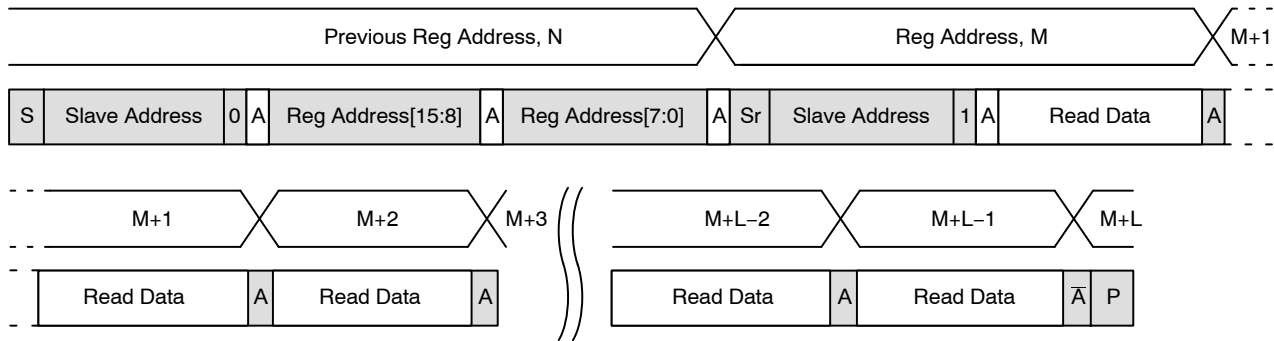 Previous Reg Address, N Reg Address, M M+1
S Slave Address 0 A Reg Address[15:8] A Reg Address[7:0] A Sr Slave Address 1 A Read Data A
M+1 M+2 M+3 M+L−2 M+L−1 M+L
Read Data A Read Data A Read Data A Read Data A̅ P